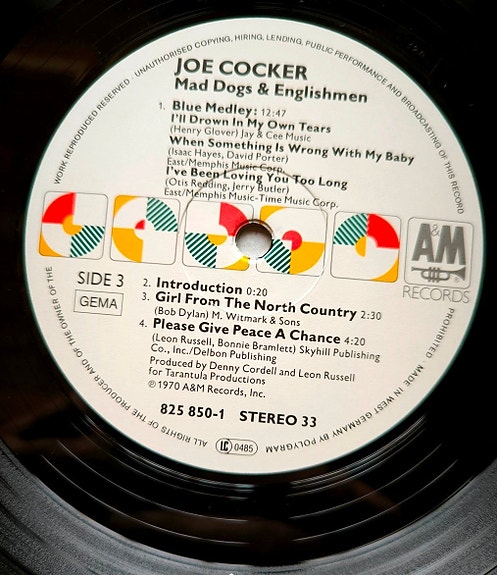 WORK REPRODUCED RESERVED · UNAUTHORISED COPYING, HIRING, LENDING, PUBLIC PERFORMANCE AND BROADCASTING OF THIS RECORD
PROHIBITED · MADE IN WEST GERMANY BY POLYGRAM
ALL RIGHTS OF THE PRODUCER AND OF THE OWNER OF THE
JOE COCKER
Mad Dogs & Englishmen
1. Blue Medley: 12:47
I'll Drown In My Own Tears
(Henry Glover) Jay & Cee Music
When Something Is Wrong With My Baby
(Isaac Hayes, David Porter)
East/Memphis Music Corp.
I've Been Loving You Too Long
(Otis Redding, Jerry Butler)
East/Memphis Music-Time Music Corp.
A&M
RECORDS
SIDE 3
GEMA
2. Introduction 0:20
3. Girl From The North Country 2:30
(Bob Dylan) M. Witmark & Sons
4. Please Give Peace A Chance 4:20
(Leon Russell, Bonnie Bramlett) Skyhill Publishing
Co., Inc./Delbon Publishing
Produced by Denny Cordell and Leon Russell
for Tarantula Productions
℗ 1970 A&M Records, Inc.
825 850-1 STEREO 33
LC 0485